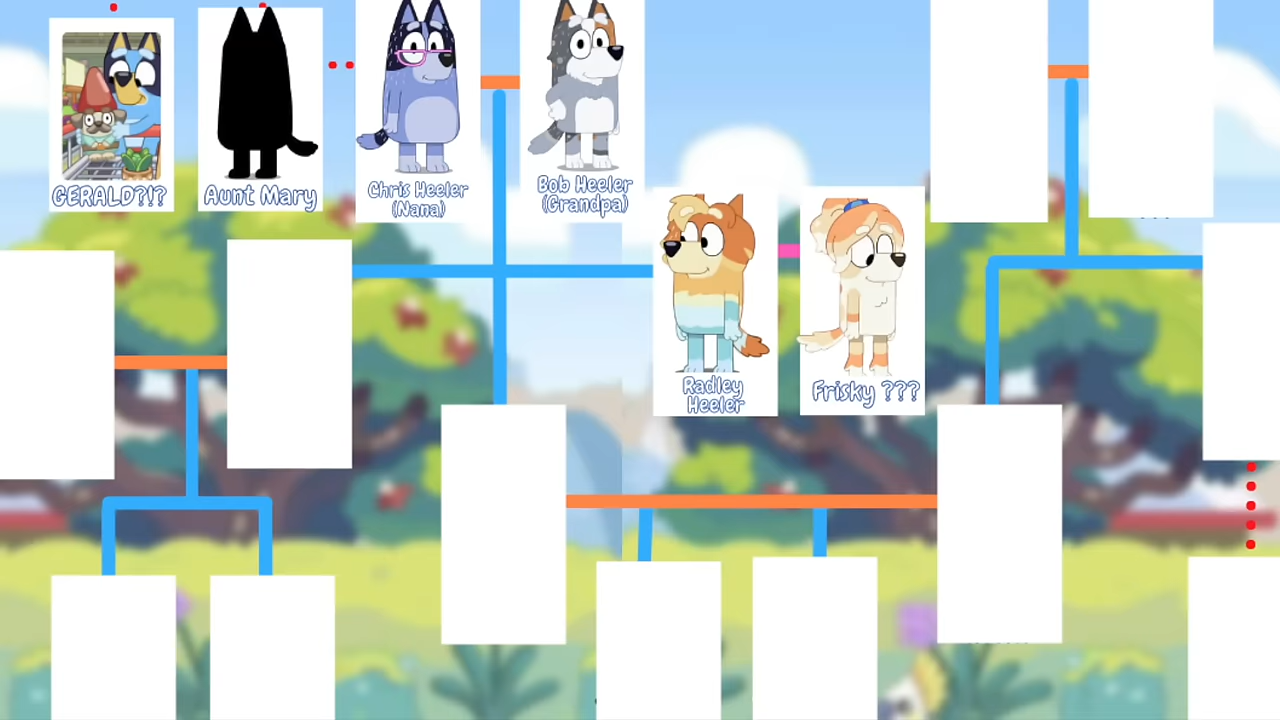 GERALD?!?
Aunt Mary
Chris Heeler
(Nana)
Bob Heeler
(Grandpa)
Radley
Heeler
Frisky ???